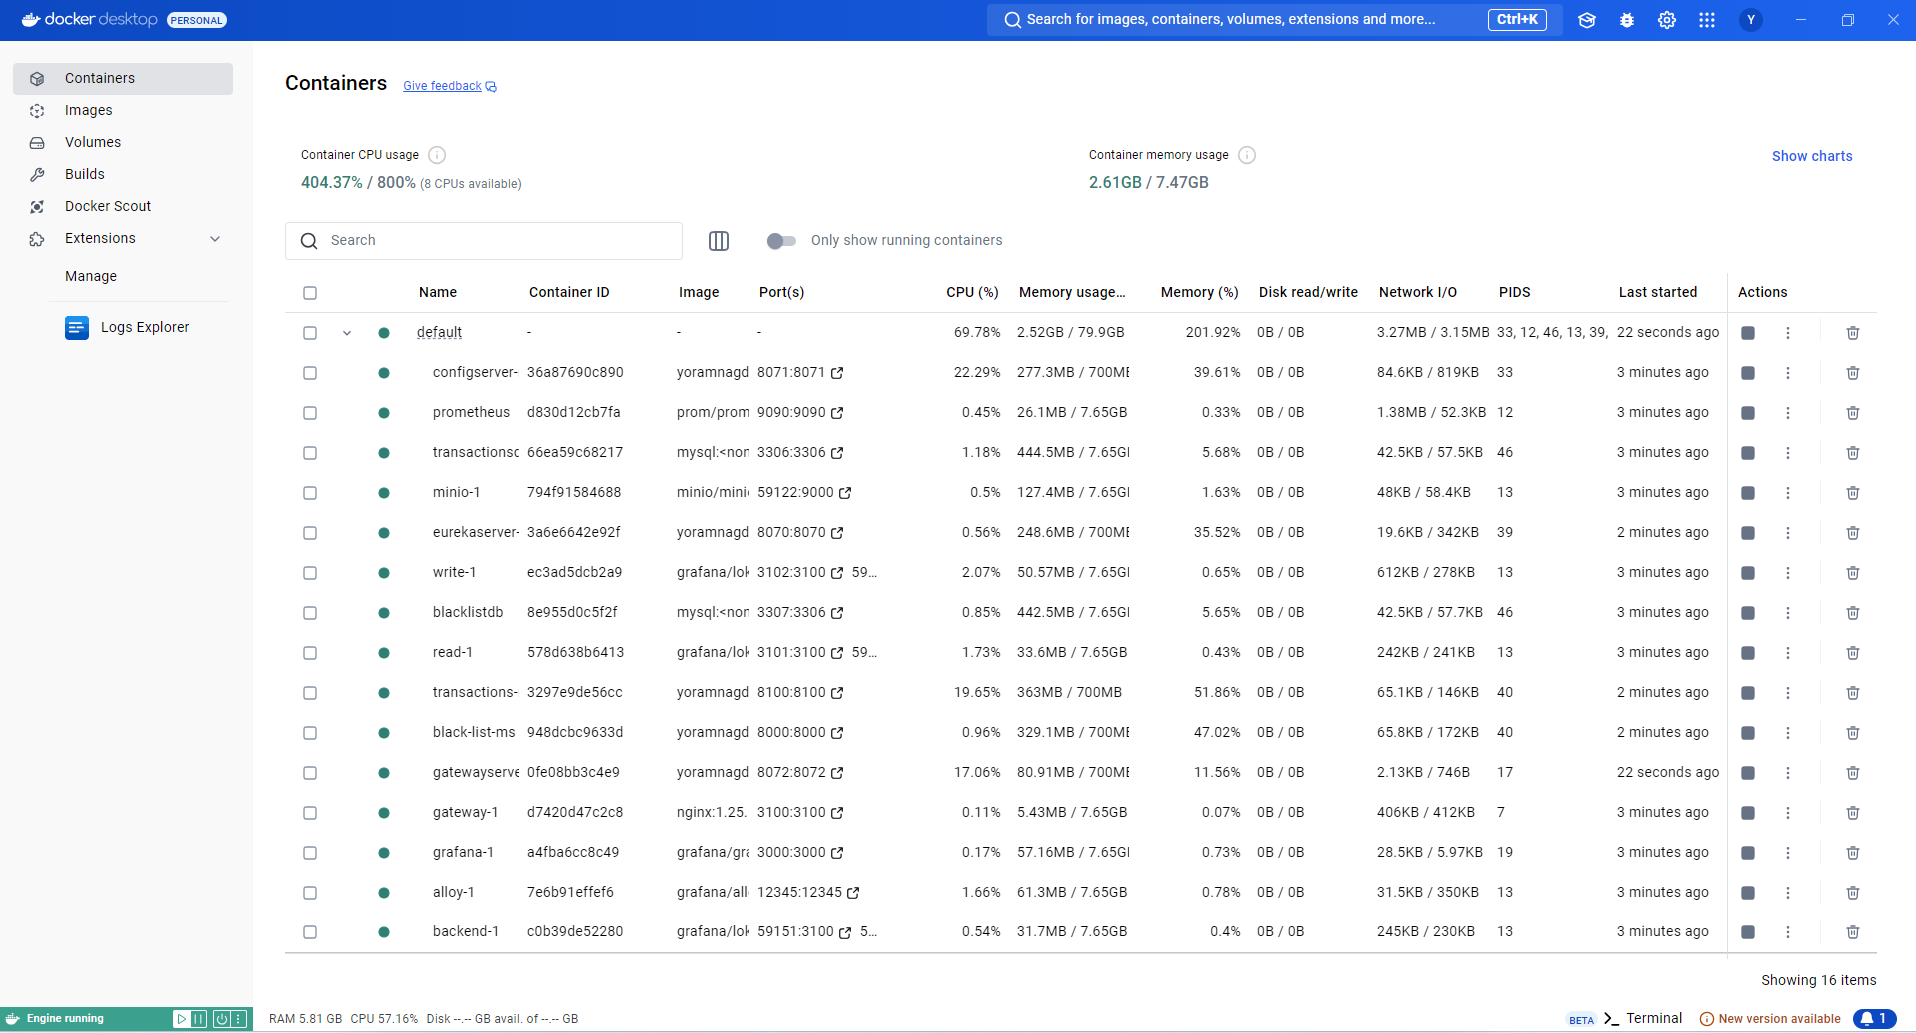 docker desktop PERSONAL
Search for images, containers, volumes, extensions and more... Ctrl+K
Y
Containers
Images
Volumes
Builds
Docker Scout
Extensions
Manage
Logs Explorer
Containers Give feedback
Container CPU usage
404.37% / 800% (8 CPUs available)
Container memory usage
2.61GB / 7.47GB
Show charts
Search
Only show running containers
Name Container ID Image Port(s) CPU (%) Memory usage... Memory (%) Disk read/write Network I/O PIDS Last started Actions
default - - - 69.78% 2.52GB / 79.9GB 201.92% 0B / 0B 3.27MB / 3.15MB 33, 12, 46, 13, 39, 22 seconds ago
configserver- 36a87690c890 yoramnagd 8071:8071 22.29% 277.3MB / 700ME 39.61% 0B / 0B 84.6KB / 819KB 33 3 minutes ago
prometheus d830d12cb7fa prom/prom 9090:9090 0.45% 26.1MB / 7.65GB 0.33% 0B / 0B 1.38MB / 52.3KB 12 3 minutes ago
transactionsc 66ea59c68217 mysql:<non 3306:3306 1.18% 444.5MB / 7.65GI 5.68% 0B / 0B 42.5KB / 57.5KB 46 3 minutes ago
minio-1 794f91584688 minio/mini 59122:9000 0.5% 127.4MB / 7.65GI 1.63% 0B / 0B 48KB / 58.4KB 13 3 minutes ago
eurekaserver- 3a6e6642e92f yoramnagd 8070:8070 0.56% 248.6MB / 700ME 35.52% 0B / 0B 19.6KB / 342KB 39 2 minutes ago
write-1 ec3ad5dcb2a9 grafana/lok 3102:3100 59... 2.07% 50.57MB / 7.65GI 0.65% 0B / 0B 612KB / 278KB 13 3 minutes ago
blacklistdb 8e955d0c5f2f mysql:<non 3307:3306 0.85% 442.5MB / 7.65GI 5.65% 0B / 0B 42.5KB / 57.7KB 46 3 minutes ago
read-1 578d638b6413 grafana/lok 3101:3100 59... 1.73% 33.6MB / 7.65GB 0.43% 0B / 0B 242KB / 241KB 13 3 minutes ago
transactions- 3297e9de56cc yoramnagd 8100:8100 19.65% 363MB / 700MB 51.86% 0B / 0B 65.1KB / 146KB 40 2 minutes ago
black-list-ms 948dcbc9633d yoramnagd 8000:8000 0.96% 329.1MB / 700ME 47.02% 0B / 0B 65.8KB / 172KB 40 2 minutes ago
gatewayserve 0fe08bb3c4e9 yoramnagd 8072:8072 17.06% 80.91MB / 700ME 11.56% 0B / 0B 2.13KB / 746B 17 22 seconds ago
gateway-1 d7420d47c2c8 nginx:1.25. 3100:3100 0.11% 5.43MB / 7.65GB 0.07% 0B / 0B 406KB / 412KB 7 3 minutes ago
grafana-1 a4fba6cc8c49 grafana/gra 3000:3000 0.17% 57.16MB / 7.65GI 0.73% 0B / 0B 28.5KB / 5.97KB 19 3 minutes ago
alloy-1 7e6b91effef6 grafana/all 12345:12345 1.66% 61.3MB / 7.65GB 0.78% 0B / 0B 31.5KB / 350KB 13 3 minutes ago
backend-1 c0b39de52280 grafana/lok 59151:3100 5... 0.54% 31.7MB / 7.65GB 0.4% 0B / 0B 245KB / 230KB 13 3 minutes ago
Showing 16 items
Engine running RAM 5.81 GB CPU 57.16% Disk --.-- GB avail. of --.-- GB BETA Terminal New version available 1